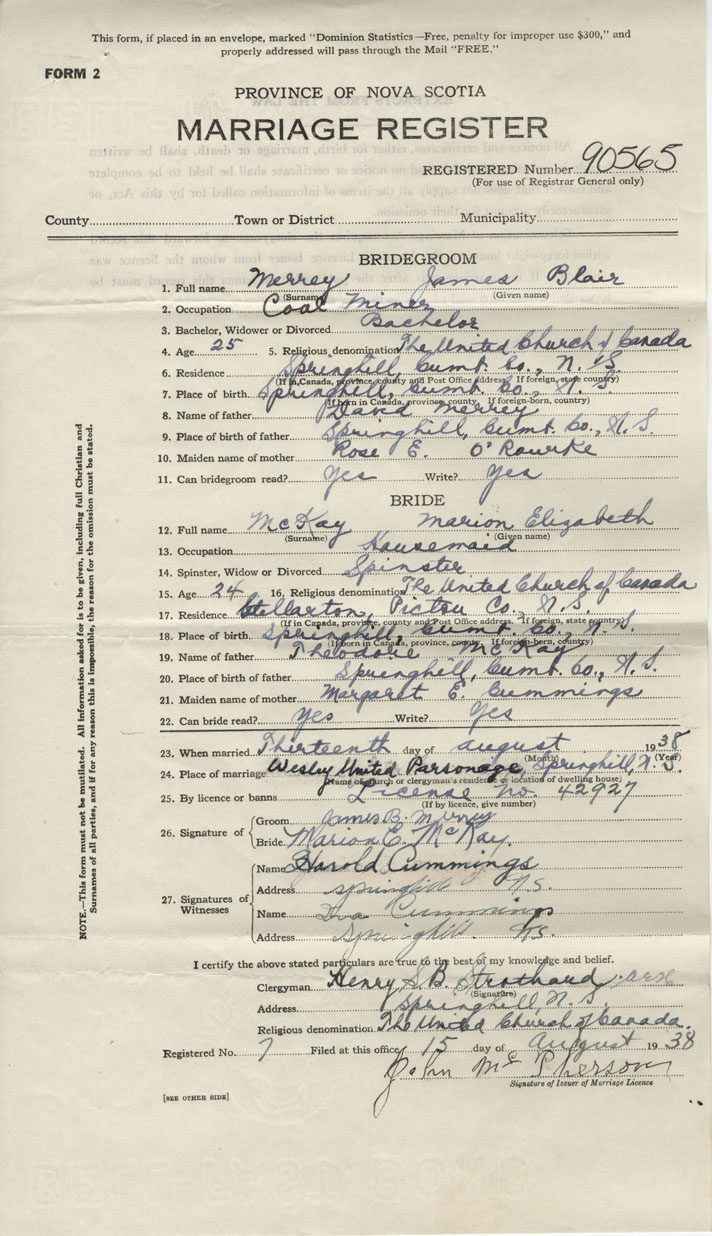 This form, if placed in an envelope, marked "Dominion Statistics—Free, penalty for improper use $300," and
properly addressed will pass through the Mail "FREE."
FORM 2
PROVINCE OF NOVA SCOTIA
MARRIAGE REGISTER
REGISTERED Number 90565
(For use of Registrar General only)
County Town or District Municipality
BRIDEGROOM
1. Full name Merrey James Blair
(Surname) (Given name)
2. Occupation Coal Miner
3. Bachelor, Widower or Divorced Bachelor
4. Age 25 5. Religious denomination The United Church of Canada
6. Residence Springhill, Cumb. Co., N. S.
(If in Canada, province, county and Post Office address. If foreign, state country)
7. Place of birth Springhill, Cumb. Co., N. S.
(If born in Canada, province, county. If foreign-born, country)
8. Name of father David Merrey
9. Place of birth of father Springhill, Cumb. Co., N. S.
10. Maiden name of mother Rose E. O'Rourke
11. Can bridegroom read? Yes Write? Yes
BRIDE
12. Full name McKay Marion Elizabeth
(Surname) (Given name)
13. Occupation Housemaid
14. Spinster, Widow or Divorced Spinster
15. Age 24 16. Religious denomination The United Church of Canada
17. Residence Stellarton, Pictou Co., N. S.
(If in Canada, province, county and Post Office address. If foreign, state country)
18. Place of birth Springhill, Cumb. Co., N. S.
(If born in Canada, province, county. If foreign-born, country)
19. Name of father Theodore McKay
20. Place of birth of father Springhill, Cumb. Co., N. S.
21. Maiden name of mother Margaret E. Cummings
22. Can bride read? Yes Write? Yes
23. When married Thirteenth day of august 1938
(Month) (Year)
24. Place of marriage Wesley United Parsonage, Springhill, N. S.
(Name of church or clergyman's residence or location of dwelling house)
25. By licence or banns License No. 42927
(If by licence, give number)
26. Signature of
Groom James B. Merrey
Bride Marion E. McKay.
27. Signatures of Witnesses
Name Harold Cummings
Address Springhill N.S.
Name Iva Cummings
Address Springhill N.S.
I certify the above stated particulars are true to the best of my knowledge and belief.
Clergyman Henry S. B. Strothard
(Signature)
Address Springhill, N. S.
Religious denomination The United Church of Canada.
Registered No. 7 Filed at this office 15 day of August 1938
John McPherson
Signature of Issuer of Marriage Licence
[SEE OTHER SIDE]
NOTE.—This form must not be mutilated. All information asked for is to be given, including full Christian and
Surnames of all parties, and if for any reason this is impossible, the reason for the omission must be stated.